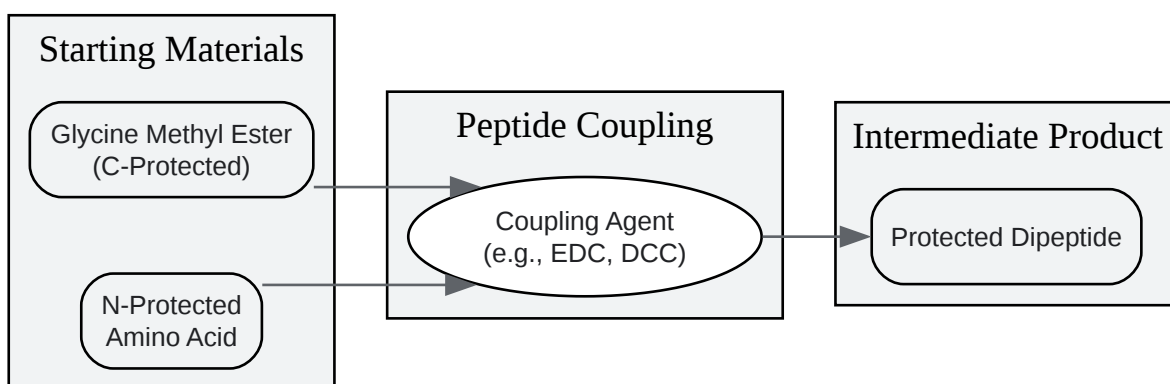 Starting Materials
Glycine Methyl Ester
(C-Protected)
N-Protected
Amino Acid
Peptide Coupling
Coupling Agent
(e.g., EDC, DCC)
Intermediate Product
Protected Dipeptide